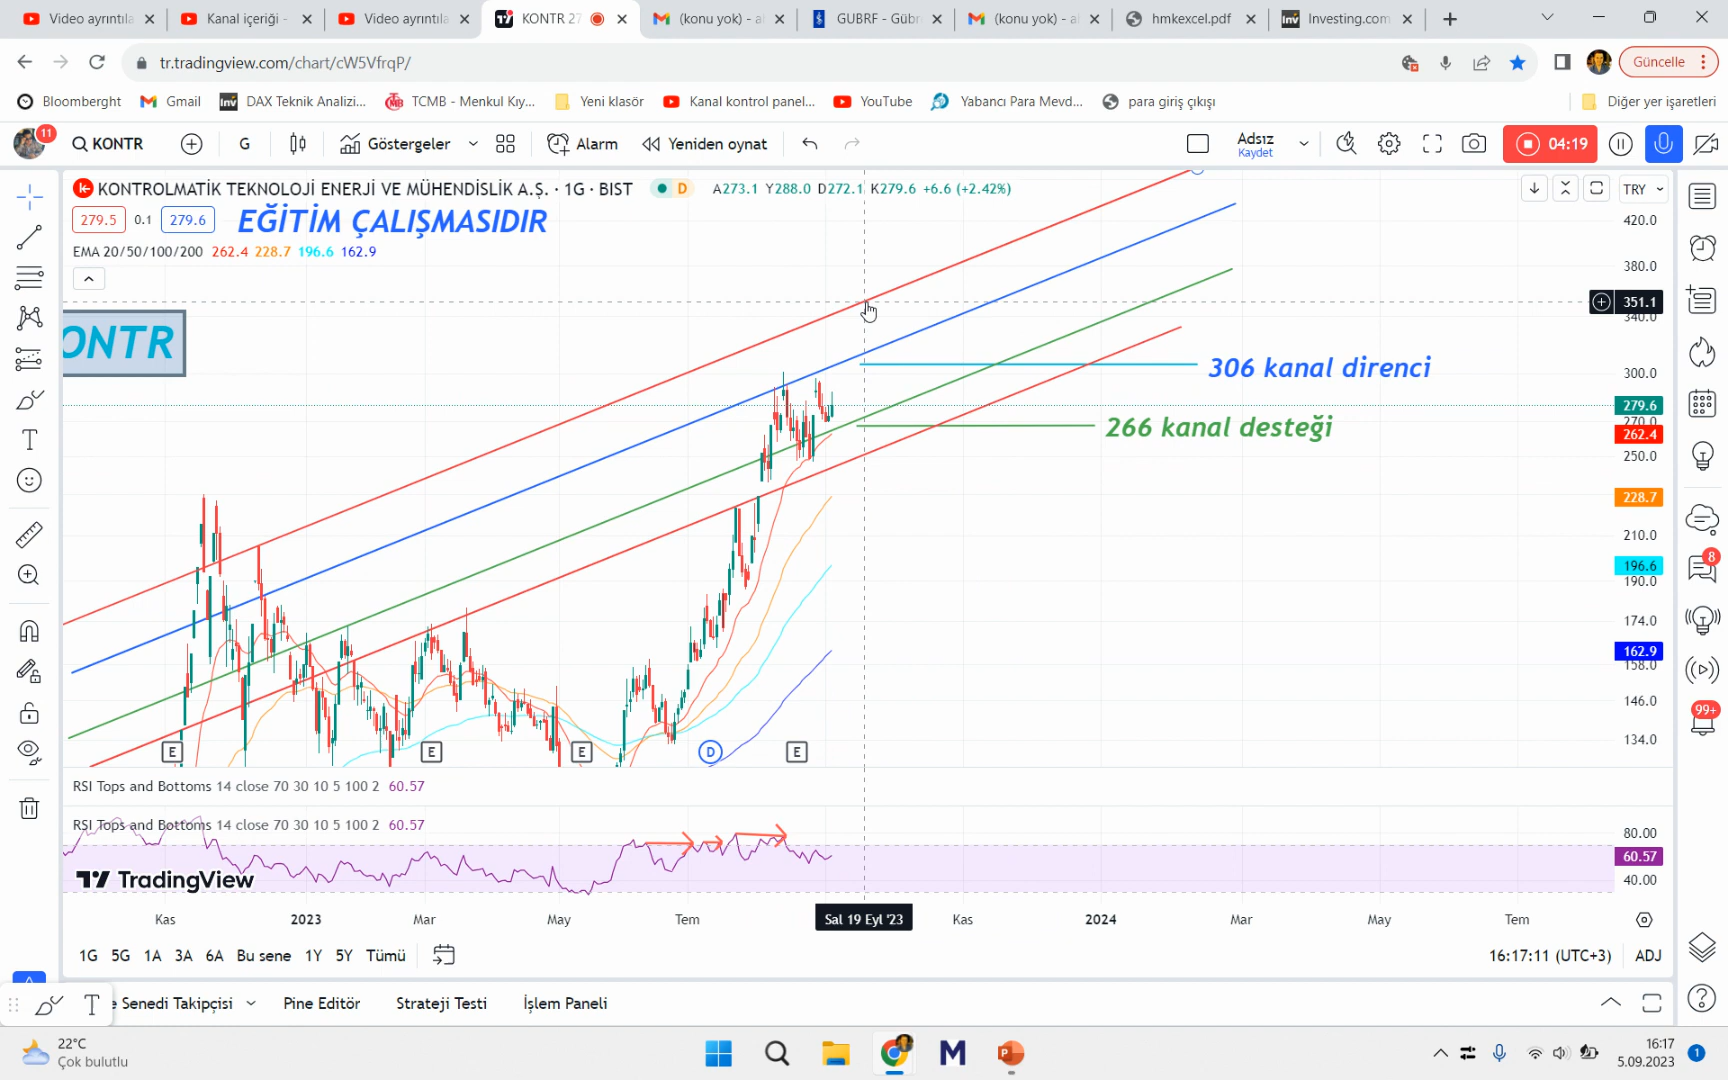 Video ayrıntıla
Kanal içeriği -
Video ayrıntıla
KONTR 27
(konu yok) - al
GUBRF - Gübr
(konu yok) - al
hmkexcel.pdf
Investing.com
tr.tradingview.com/chart/cW5VfrqP/
Güncelle
Bloomberght
Gmail
DAX Teknik Analizi...
TCMB - Menkul Kıy...
Yeni klasör
Kanal kontrol panel...
YouTube
Yabancı Para Mevd...
para giriş çıkışı
Diğer yer işaretleri
11
KONTR
G
Göstergeler
Alarm
Yeniden oynat
Adsız
Kaydet
04:19
KONTROLMATİK TEKNOLOJİ ENERJİ VE MÜHENDİSLİK A.Ş. · 1G · BIST
D
A273.1 Y288.0 D272.1 K279.6 +6.6 (+2.42%)
TRY
279.5 0.1 279.6
EĞİTİM ÇALIŞMASIDIR
EMA 20/50/100/200 262.4 228.7 196.6 162.9
ONTR
306 kanal direnci
266 kanal desteği
420.0
380.0
351.1
340.0
300.0
279.6
270.0
262.4
250.0
228.7
210.0
196.6
190.0
174.0
162.9
158.0
146.0
134.0
E
E
E
D
E
RSI Tops and Bottoms 14 close 70 30 10 5 100 2 60.57
RSI Tops and Bottoms 14 close 70 30 10 5 100 2 60.57
80.00
60.57
40.00
TradingView
Kas
2023
Mar
May
Tem
Sal 19 Eyl '23
Kas
2024
Mar
May
Tem
1G 5G 1A 3A 6A Bu sene 1Y 5Y Tümü
16:17:11 (UTC+3)
ADJ
8
99+
Senedi Takipçisi
Pine Editör
Strateji Testi
İşlem Paneli
22°C
Çok bulutlu
16:17
5.09.2023
1